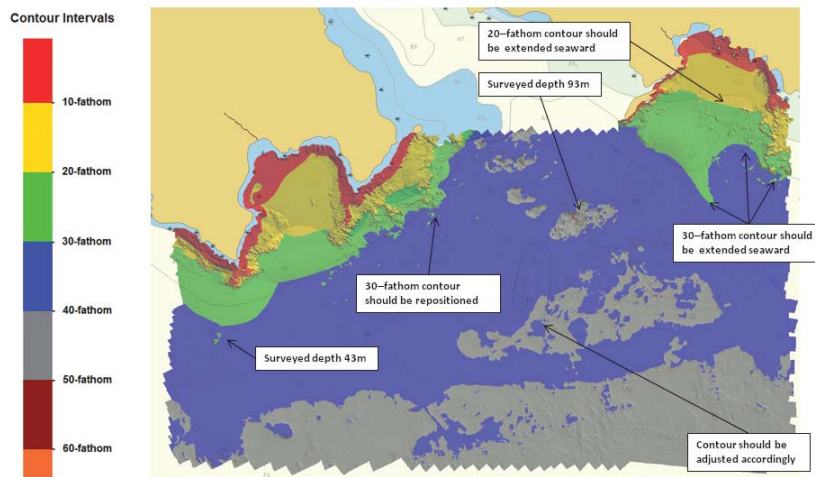 Contour Intervals
10-fathom
20-fathom
30-fathom
40-fathom
50-fathom
60-fathom
20–fathom contour should
be extended seaward
Surveyed depth 93m
30–fathom contour should
be extended seaward
30–fathom contour
should be repositioned
Surveyed depth 43m
Contour should be
adjusted accordingly